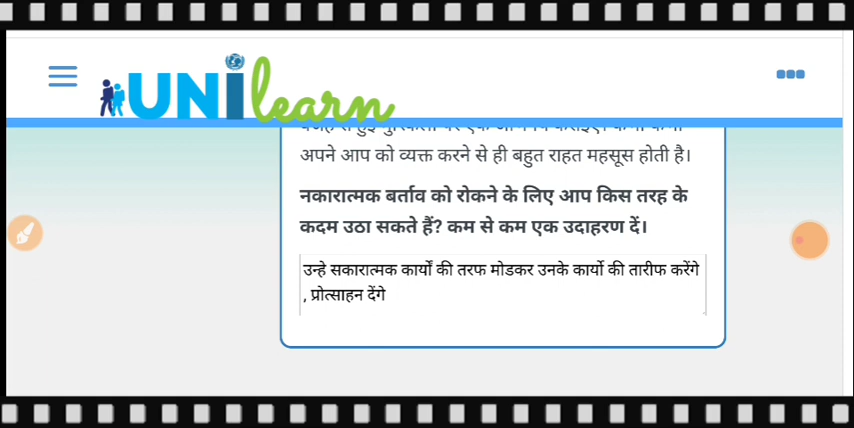 UNilearn
अपने आप को व्यक्त करने से ही बहुत राहत महसूस होती है।
नकारात्मक बर्ताव को रोकने के लिए आप किस तरह के
कदम उठा सकते हैं? कम से कम एक उदाहरण दें।
उन्हे सकारात्मक कार्यों की तरफ मोडकर उनके कार्यो की तारीफ करेंगे
, प्रोत्साहन देंगे